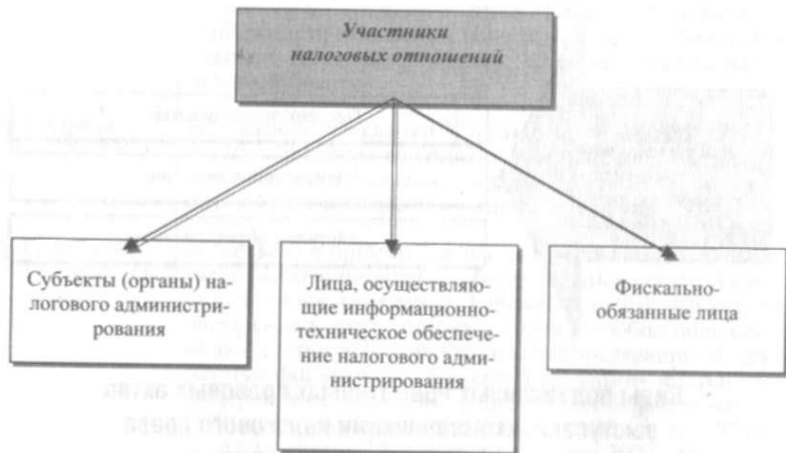 Участники
налоговых отношений
Субъекты (органы) на-
логового администри-
рования
Лица, осуществляю-
щие информационно-
техническое обеспече-
ние налогового адми-
нистрирования
Фискально-
обязанные лица